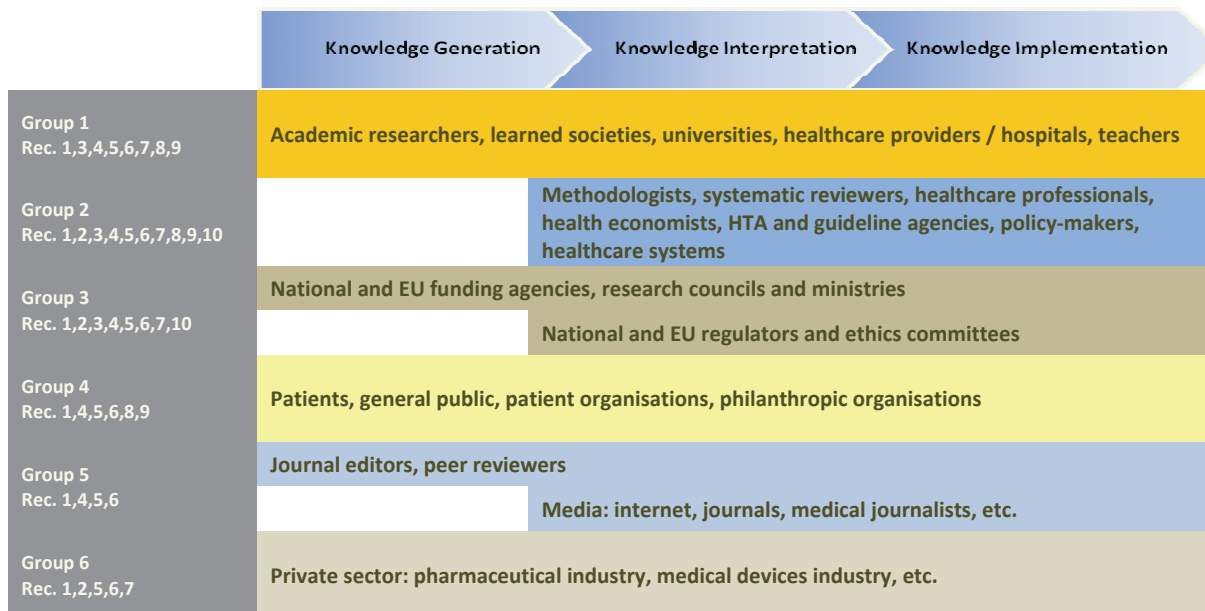 Knowledge Generation
Knowledge Interpretation
Knowledge Implementation
Group 1
Rec. 1,3,4,5,6,7,8,9
Academic researchers, learned societies, universities, healthcare providers / hospitals, teachers
Group 2
Rec. 1,2,3,4,5,6,7,8,9,10
Methodologists, systematic reviewers, healthcare professionals,
health economists, HTA and guideline agencies, policy-makers,
healthcare systems
Group 3
Rec. 1,2,3,4,5,6,7,10
National and EU funding agencies, research councils and ministries
National and EU regulators and ethics committees
Group 4
Rec. 1,4,5,6,8,9
Patients, general public, patient organisations, philanthropic organisations
Group 5
Rec. 1,4,5,6
Journal editors, peer reviewers
Media: internet, journals, medical journalists, etc.
Group 6
Rec. 1,2,5,6,7
Private sector: pharmaceutical industry, medical devices industry, etc.